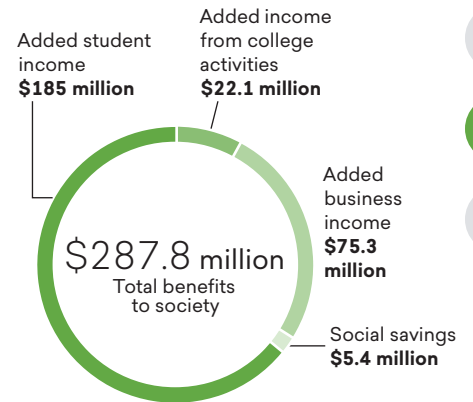 Added student
income
$185 million
Added income
from college
activities
$22.1 million
Added
business
income
$75.3
million
$287.8 million
Total benefits
to society
Social savings
$5.4 million